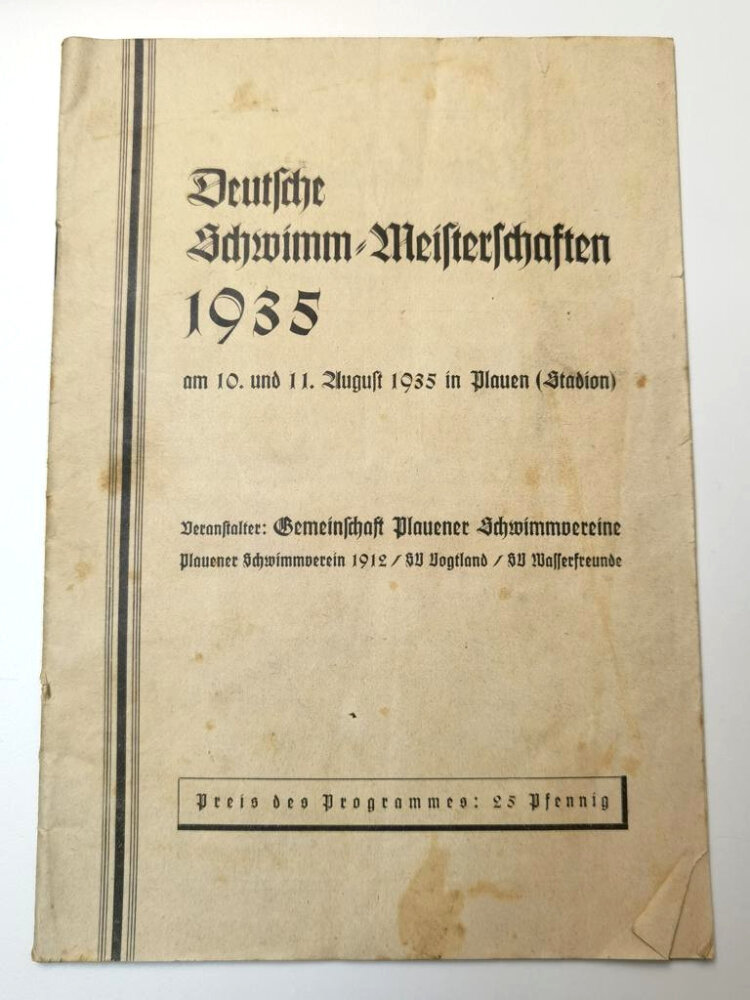 Deutsche
Schwimm-Meisterschaften
1935
am 10. und 11. August 1935 in Plauen (Stadion)
Veranstalter: Gemeinschaft Plauener Schwimmvereine
Plauener Schwimmverein 1912 / SV Vogtland / SV Wasserfreunde
Preis des Programmes: 25 Pfennig